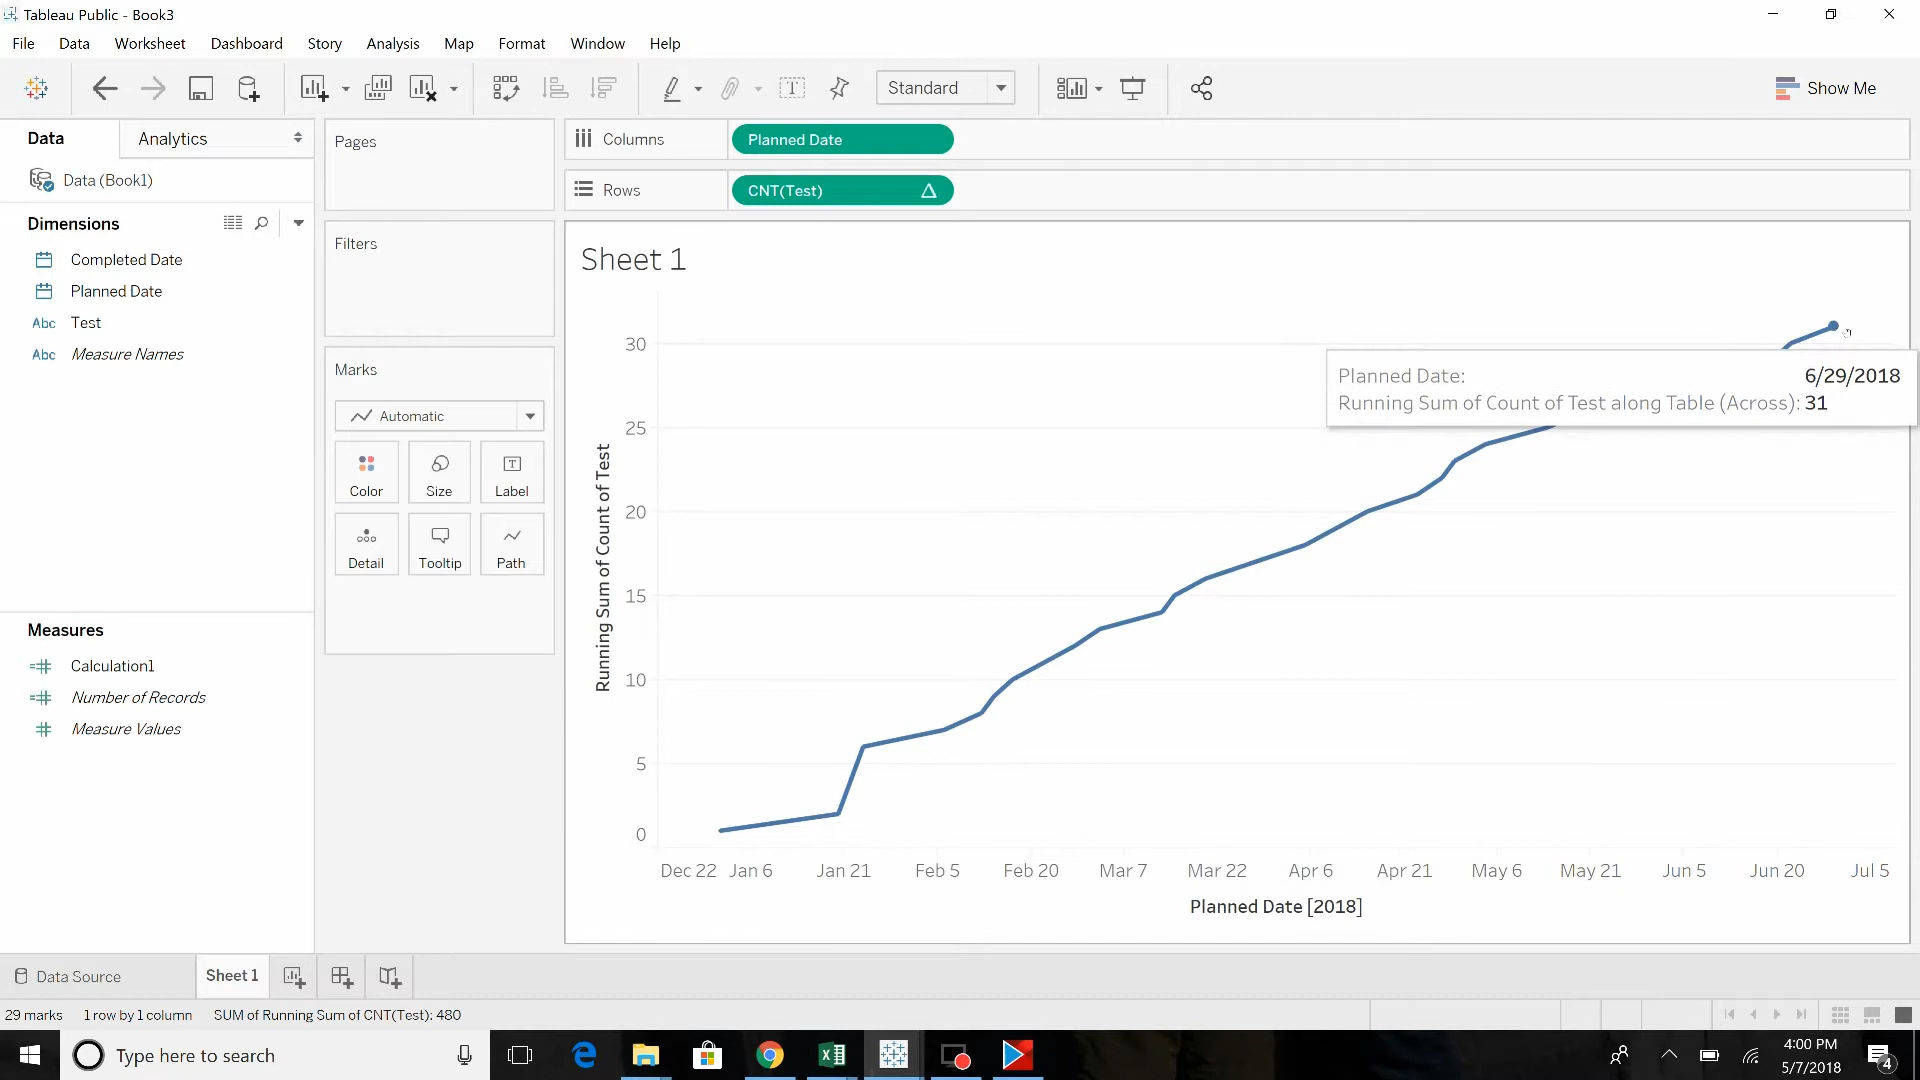 Tableau Public - Book3
File Data Worksheet Dashboard Story Analysis Map Format Window Help
Standard
Show Me
Data Analytics
Data (Book1)
Dimensions
Completed Date
Planned Date
Abc Test
Abc Measure Names
Measures
Calculation1
Number of Records
Measure Values
Pages
Filters
Marks
Automatic
Color Size Label
Detail Tooltip Path
Columns Planned Date
Rows CNT(Test)
Sheet 1
Running Sum of Count of Test
30
25
20
15
10
5
0
Planned Date: 6/29/2018
Running Sum of Count of Test along Table (Across): 31
Dec 22 Jan 6 Jan 21 Feb 5 Feb 20 Mar 7 Mar 22 Apr 6 Apr 21 May 6 May 21 Jun 5 Jun 20 Jul 5
Planned Date [2018]
Data Source Sheet 1
29 marks 1 row by 1 column SUM of Running Sum of CNT(Test): 480
Type here to search
4:00 PM
5/7/2018
4